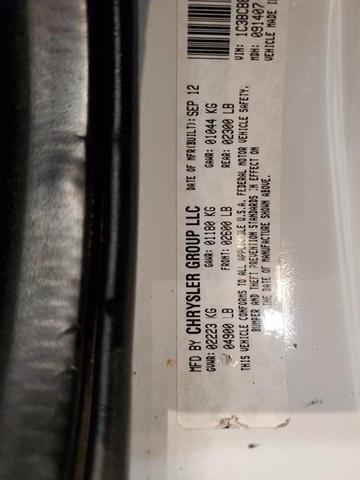 MFD BY CHRYSLER GROUP LLC DATE OF MFR(BUILT): SEP 12
GVWR: 02223 KG GAWR: 01180 KG GAWR: 01044 KG
04900 LB FRONT: 02600 LB REAR: 02300 LB
THIS VEHICLE CONFORMS TO ALL APPLICABLE U.S.A. FEDERAL MOTOR VEHICLE SAFETY,
BUMPER AND THEFT PREVENTION STANDARDS IN EFFECT ON
THE DATE OF MANUFACTURE SHOWN ABOVE.
VIN: 1C3BCB
MDH: 091407
VEHICLE MADE I